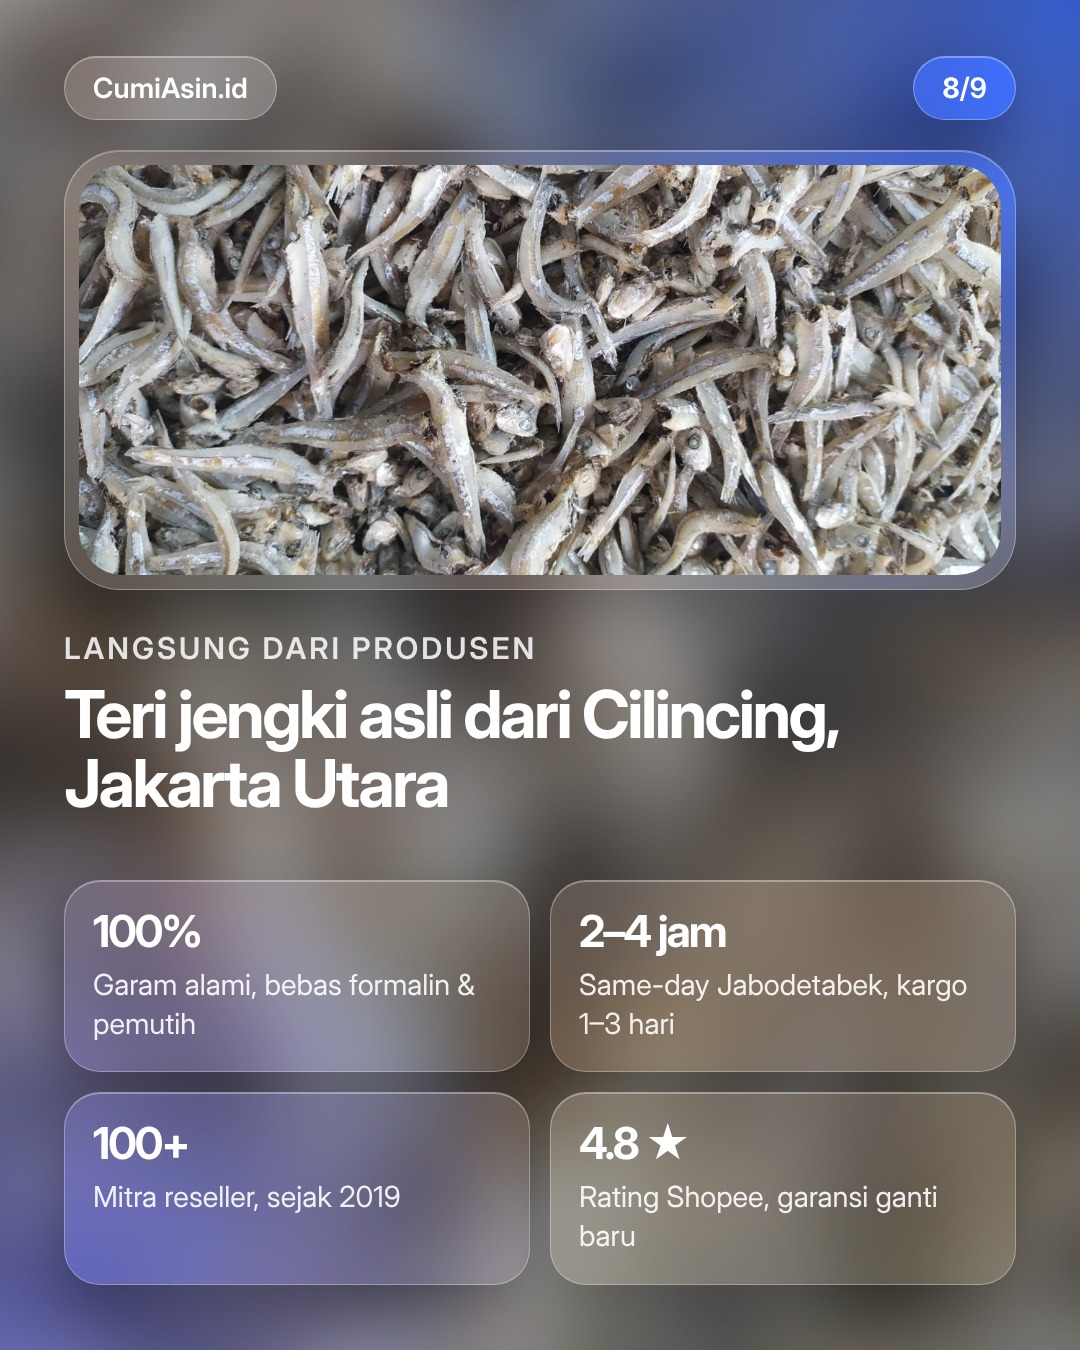 CumiAsin.id
8/9
LANGSUNG DARI PRODUSEN
Teri jengki asli dari Cilincing,
Jakarta Utara
100%
Garam alami, bebas formalin &
pemutih
2–4 jam
Same-day Jabodetabek, kargo
1–3 hari
100+
Mitra reseller, sejak 2019
4.8 ★
Rating Shopee, garansi ganti
baru